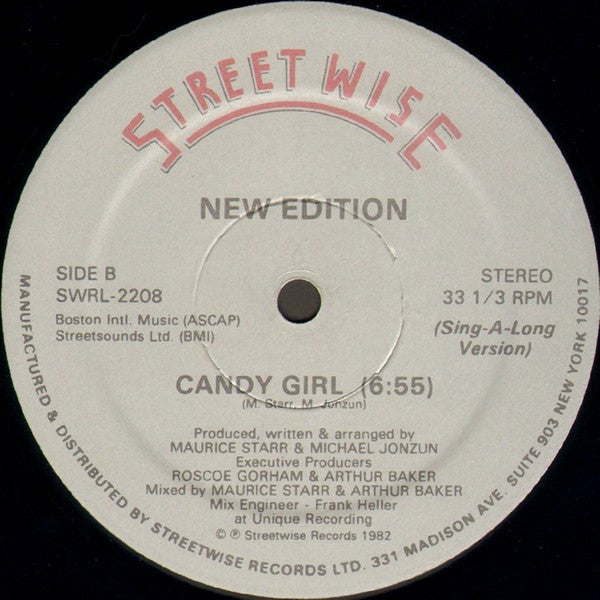 STREETWISE
NEW EDITION
SIDE B
SWRL-2208
Boston Intl. Music (ASCAP)
Streetsounds Ltd. (BMI)
STEREO
33 1/3 RPM
(Sing-A-Long
Version)
CANDY GIRL (6:55)
(M. Starr, M. Jonzun)
Produced, written & arranged by
MAURICE STARR & MICHAEL JONZUN
Executive Producers
ROSCOE GORHAM & ARTHUR BAKER
Mixed by MAURICE STARR & ARTHUR BAKER
Mix Engineer - Frank Heller
at Unique Recording
© ℗ Streetwise Records 1982
MANUFACTURED & DISTRIBUTED BY STREETWISE RECORDS LTD. 331 MADISON AVE. SUITE 903 NEW YORK 10017